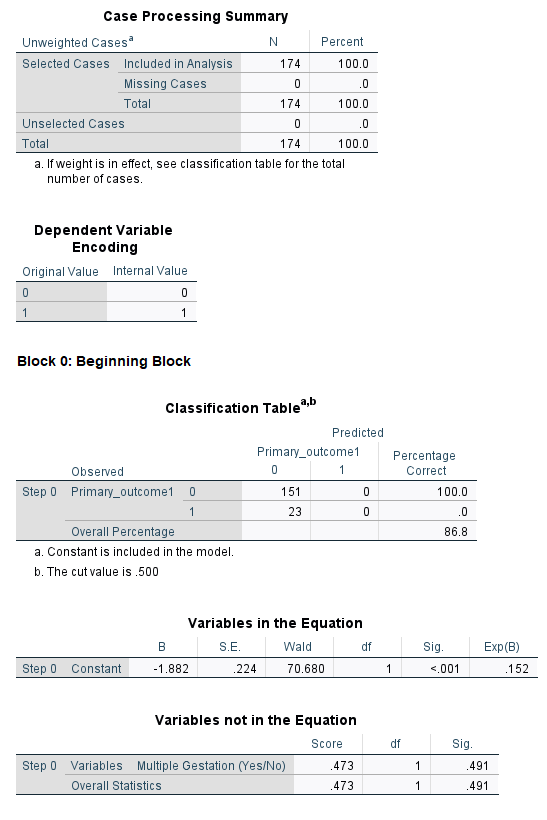 Case Processing Summary
Unweighted Casesa N Percent
Selected Cases Included in Analysis 174 100.0
Missing Cases 0 .0
Total 174 100.0
Unselected Cases 0 .0
Total 174 100.0
a. If weight is in effect, see classification table for the total
number of cases.
Dependent Variable
Encoding
Original Value Internal Value
0 0
1 1
Block 0: Beginning Block
Classification Tablea,b
Predicted
Primary_outcome1 Percentage
Observed 0 1 Correct
Step 0 Primary_outcome1 0 151 0 100.0
1 23 0 .0
Overall Percentage 86.8
a. Constant is included in the model.
b. The cut value is .500
Variables in the Equation
B S.E. Wald df Sig. Exp(B)
Step 0 Constant -1.882 .224 70.680 1 <.001 .152
Variables not in the Equation
Score df Sig.
Step 0 Variables Multiple Gestation (Yes/No) .473 1 .491
Overall Statistics .473 1 .491